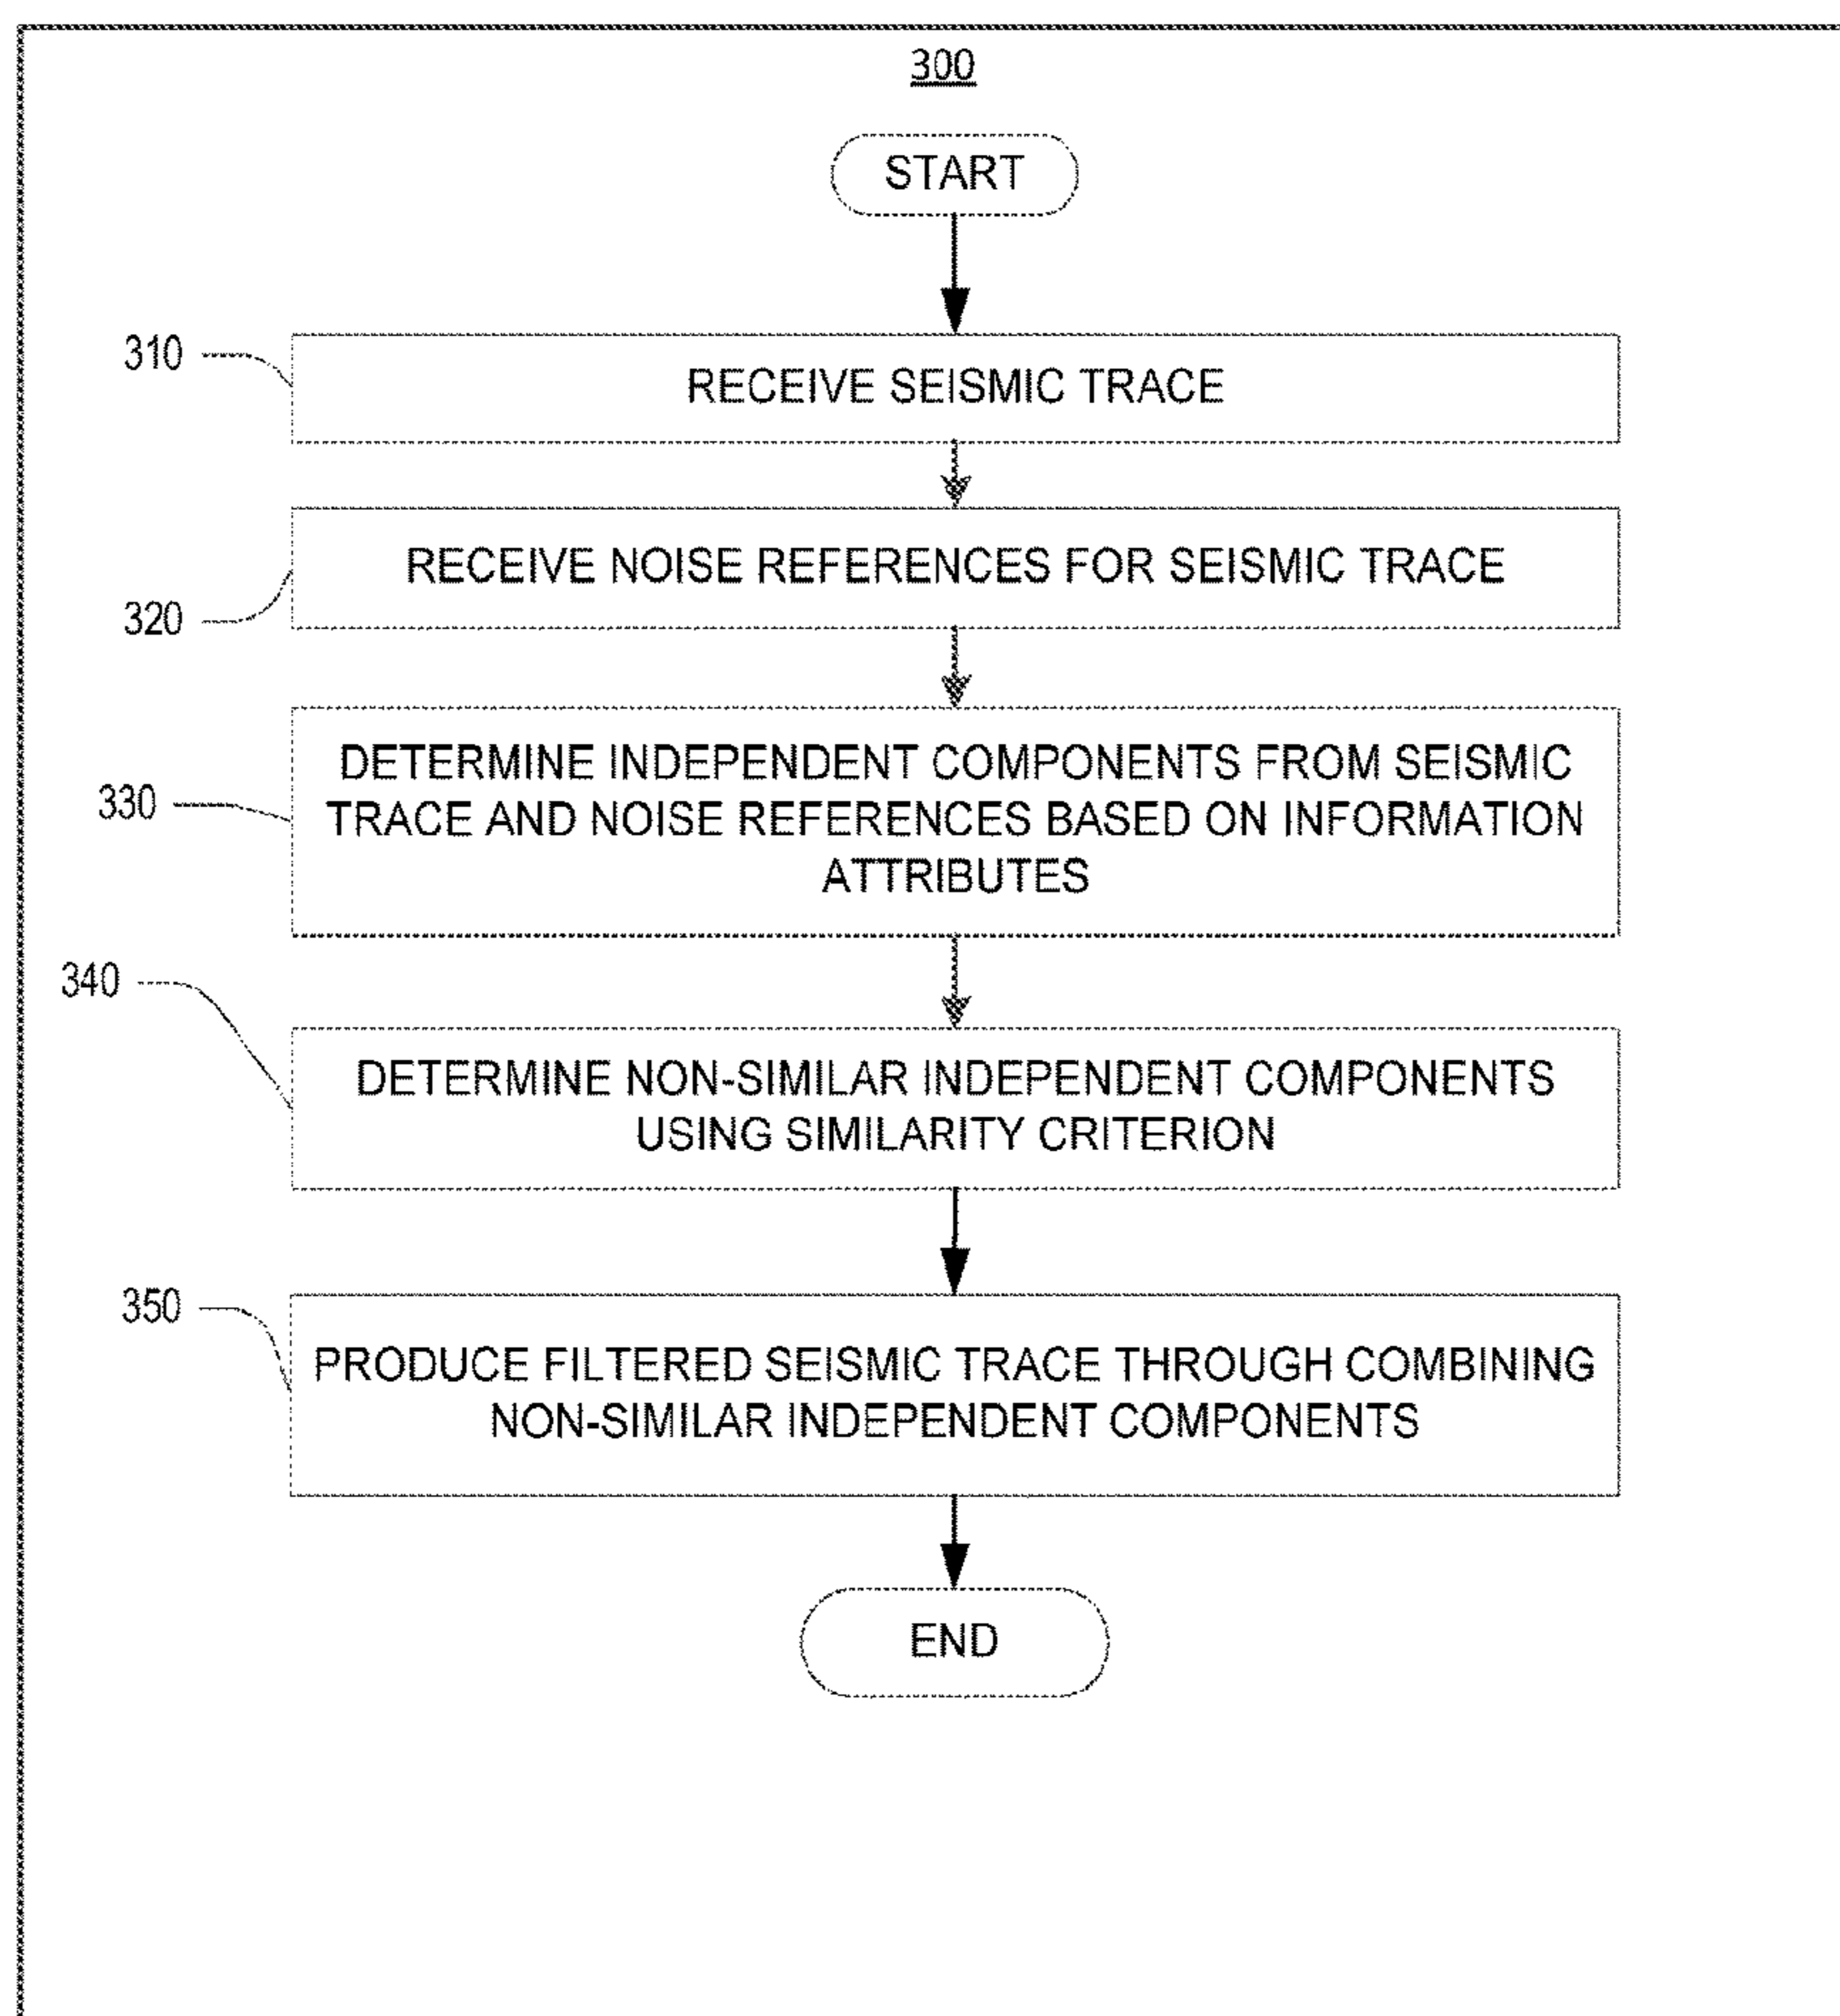 300
START
310
RECEIVE SEISMIC TRACE
RECEIVE NOISE REFERENCES FOR SEISMIC TRACE
320
DETERMINE INDEPENDENT COMPONENTS FROM SEISMIC
330
TRACE AND NOISE REFERENCES BASED ON INFORMATION
ATTRIBUTES
340
DETERMINE NON-SIMILAR INDEPENDENT COMPONENTS
USING SIMILARITY CRITERION
350
PRODUCE FILTERED SEISMIC TRACE THROUGH COMBINING
NON-SIMILAR INDEPENDENT COMPONENTS
END